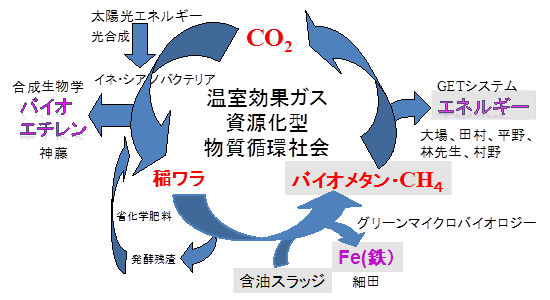 太陽光エネルギー
光合成
CO2
合成生物学
イネ・シアノバクテリア
バイオ
エチレン
神藤
温室効果ガス
資源化型
物質循環社会
GETシステム
エネルギー
大場、田村、平野、
林先生、村野
稲ワラ
バイオメタン・CH4
省化学肥料
発酵残渣
グリーンマイクロバイオロジー
Fe(鉄)
細田
含油スラッジ